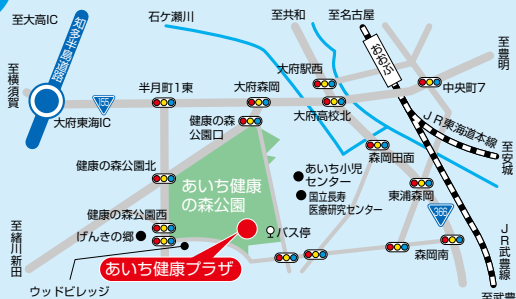 至大高IC
知多半島道路
石ケ瀬川
至共和
至名古屋
おおぶ
至豊明
至横須賀
大府駅西
155
半月町1東
大府森岡
中央町7
大府東海IC
健康の森
公園口
大府高校北
JR東海道本線
健康の森公園北
森岡田面
至安城
あいち小児
センター
あいち健康
の森公園
国立長寿
医療研究センター
東浦森岡
366
健康の森公園西
げんきの郷
バス停
森岡南
JR武豊線
至緒川新田
あいち健康プラザ
ウッドビレッジ
至武豊